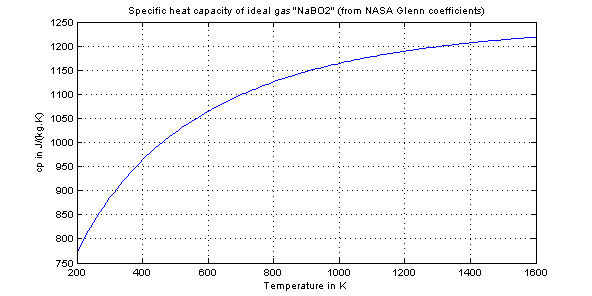 Specific heat capacity of ideal gas "NaBO2" (from NASA Glenn coefficients)
1250
1200
1150
1100
1050
1000
950
900
850
800
750
cp in J/(kg.K)
200 400 600 800 1000 1200 1400 1600
Temperature in K